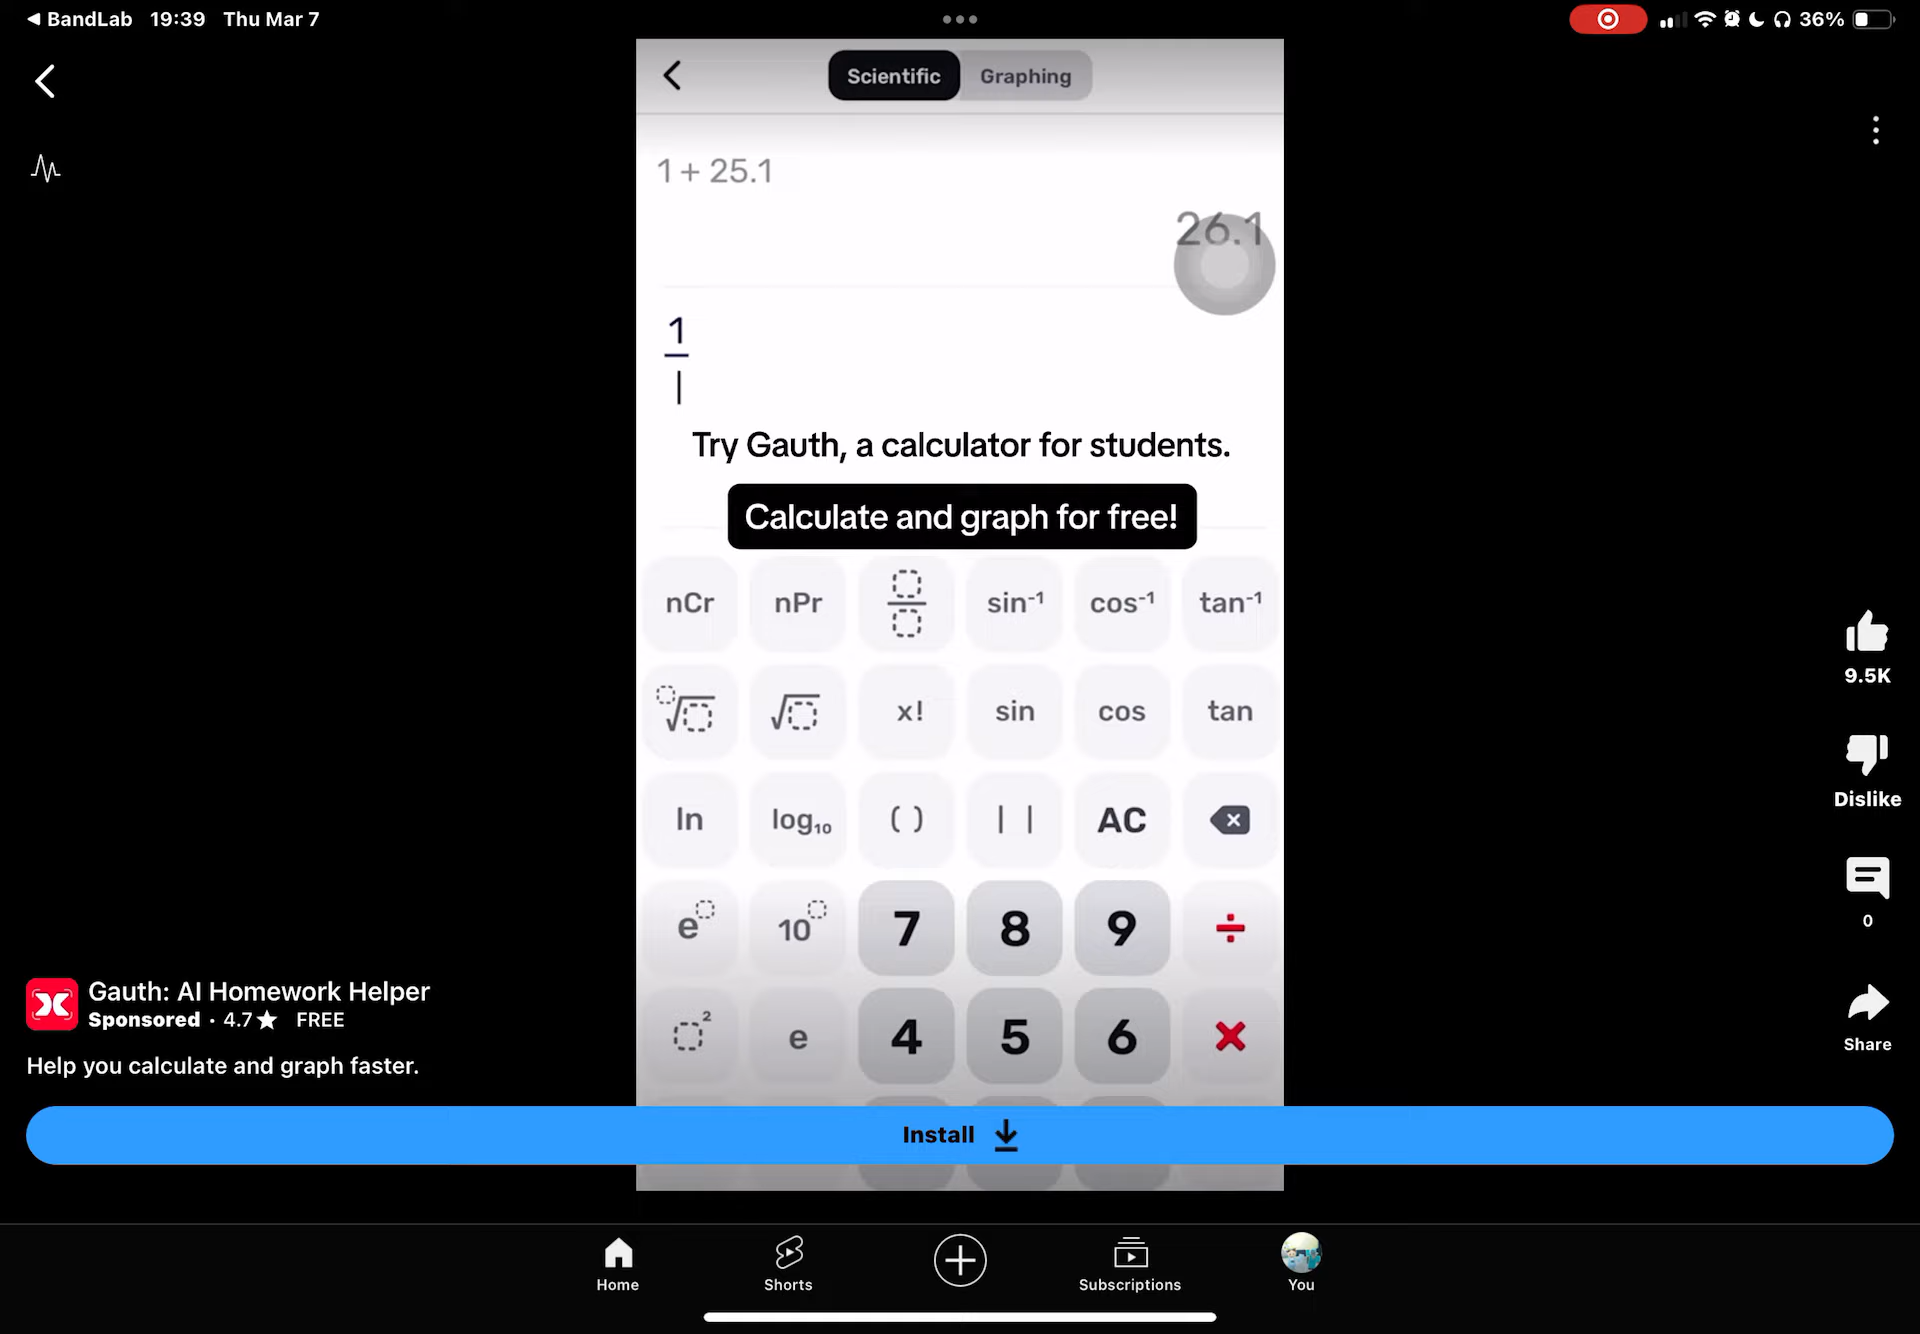 BandLab 19:39 Thu Mar 7
36%
Scientific Graphing
1 + 25.1
26.1
1
Try Gauth, a calculator for students.
Calculate and graph for free!
nCr nPr sin-1 cos-1 tan-1
x! sin cos tan
ln log10 ( ) | | AC
e 10 7 8 9 ÷
2 e 4 5 6 ×
9.5K
Dislike
0
Share
Gauth: AI Homework Helper
Sponsored · 4.7★ FREE
Help you calculate and graph faster.
Install
Home Shorts Subscriptions You